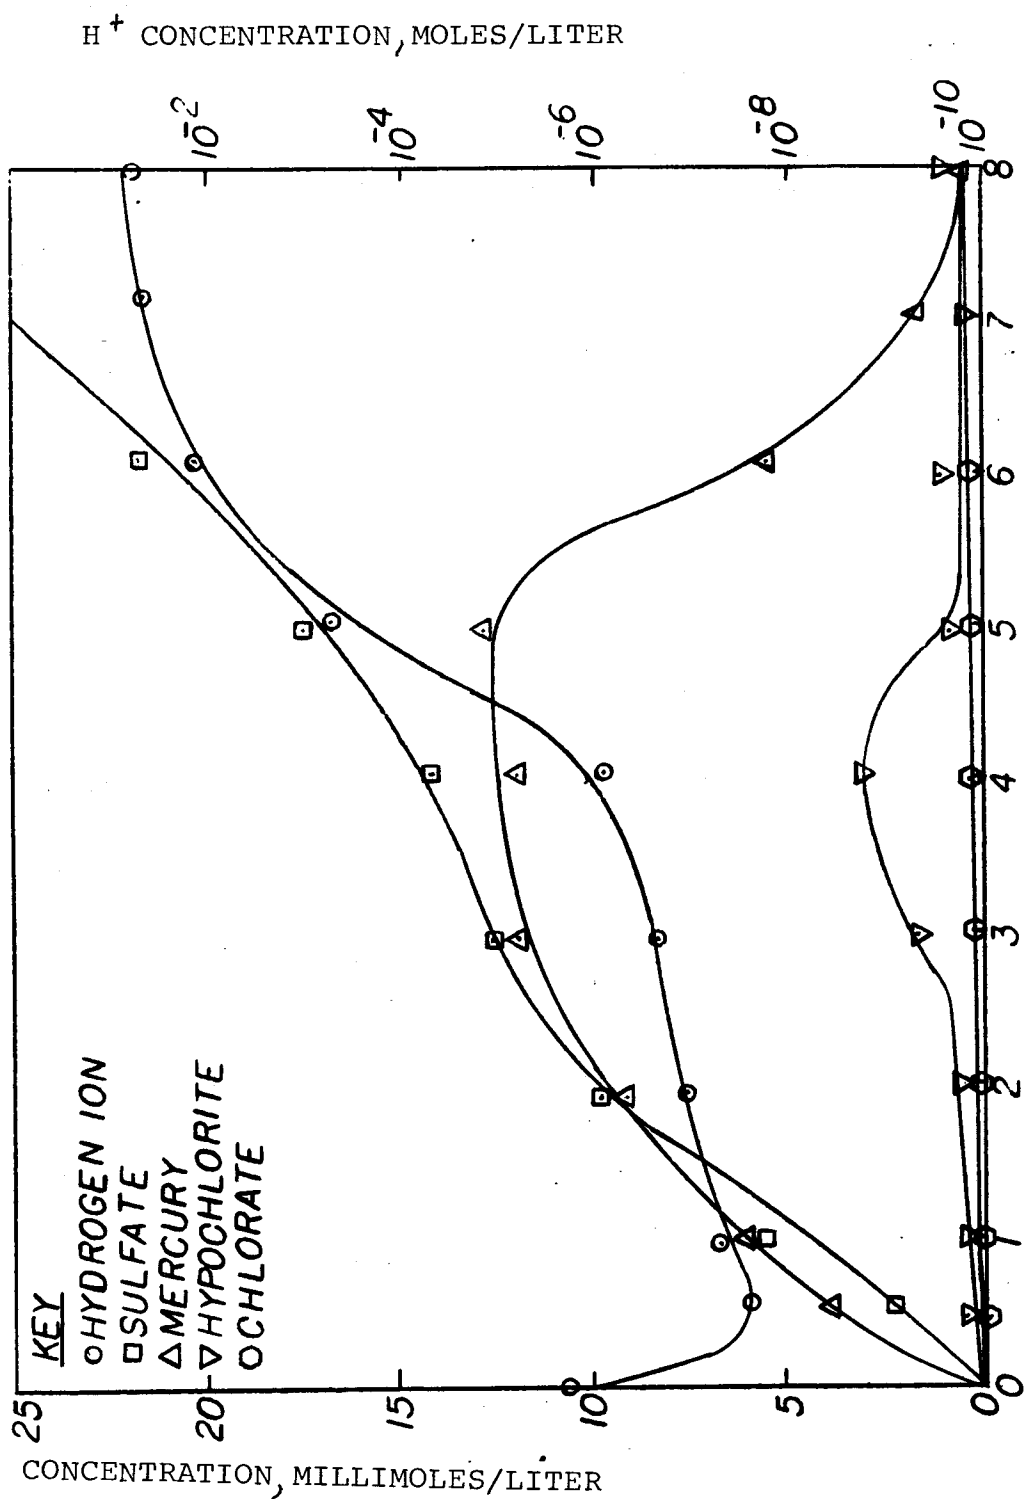 H+ CONCENTRATION, MOLES/LITER
10-2
10-4
10-6
10-8
10-10
KEY
HYDROGEN ION
SULFATE
MERCURY
HYPOCHLORITE
CHLORATE
25
20
15
10
5
0
0
1
2
3
4
5
6
7
8
CONCENTRATION, MILLIMOLES/LITER